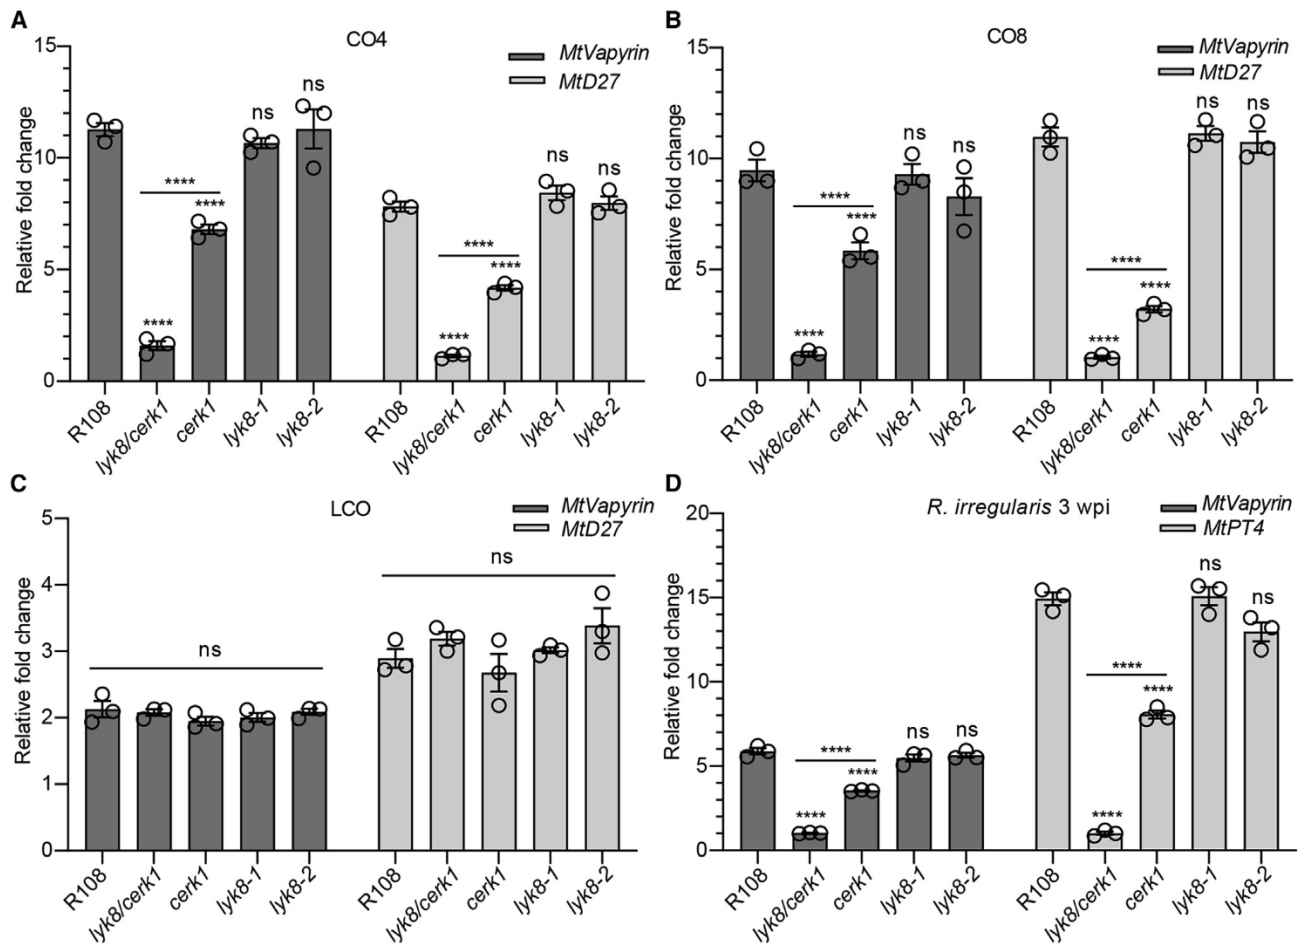 A
CO4
MtVapyrin
MtD27
Relative fold change
15
10
5
0
ns
ns
****
****
****
ns
ns
****
****
****
R108
lyk8/cerk1
cerk1
lyk8-1
lyk8-2
R108
lyk8/cerk1
cerk1
lyk8-1
lyk8-2
B
CO8
MtVapyrin
MtD27
Relative fold change
15
10
5
0
ns
ns
****
****
****
ns
ns
****
****
****
R108
lyk8/cerk1
cerk1
lyk8-1
lyk8-2
R108
lyk8/cerk1
cerk1
lyk8-1
lyk8-2
C
LCO
MtVapyrin
MtD27
Relative fold change
5
4
3
2
1
0
ns
ns
R108
lyk8/cerk1
cerk1
lyk8-1
lyk8-2
R108
lyk8/cerk1
cerk1
lyk8-1
lyk8-2
D
R. irregularis 3 wpi
MtVapyrin
MtPT4
Relative fold change
20
15
10
5
0
****
****
****
ns
ns
****
****
****
ns
ns
R108
lyk8/cerk1
cerk1
lyk8-1
lyk8-2
R108
lyk8/cerk1
cerk1
lyk8-1
lyk8-2